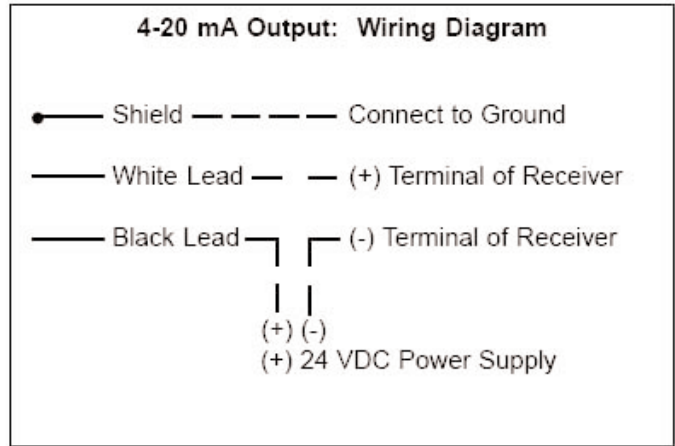 4-20 mA Output: Wiring Diagram
Shield Connect to Ground
White Lead (+) Terminal of Receiver
Black Lead (-) Terminal of Receiver
(+) (-)
(+) 24 VDC Power Supply